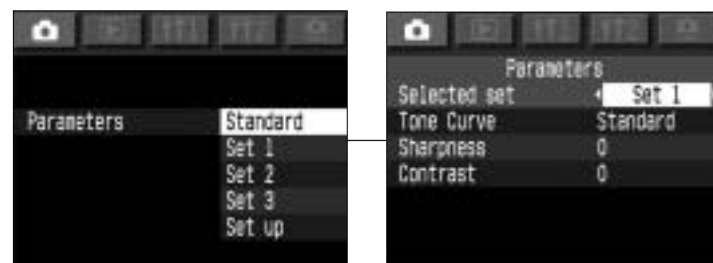 Parameters Standard
Set 1
Set 2
Set 3
Set up
Parameters
Selected set Set 1
Tone Curve Standard
Sharpness 0
Contrast 0